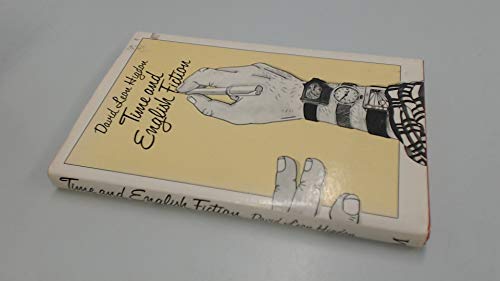 David Leon Higdon
Time and
English Fiction
Time and English Fiction David Leon Higdon